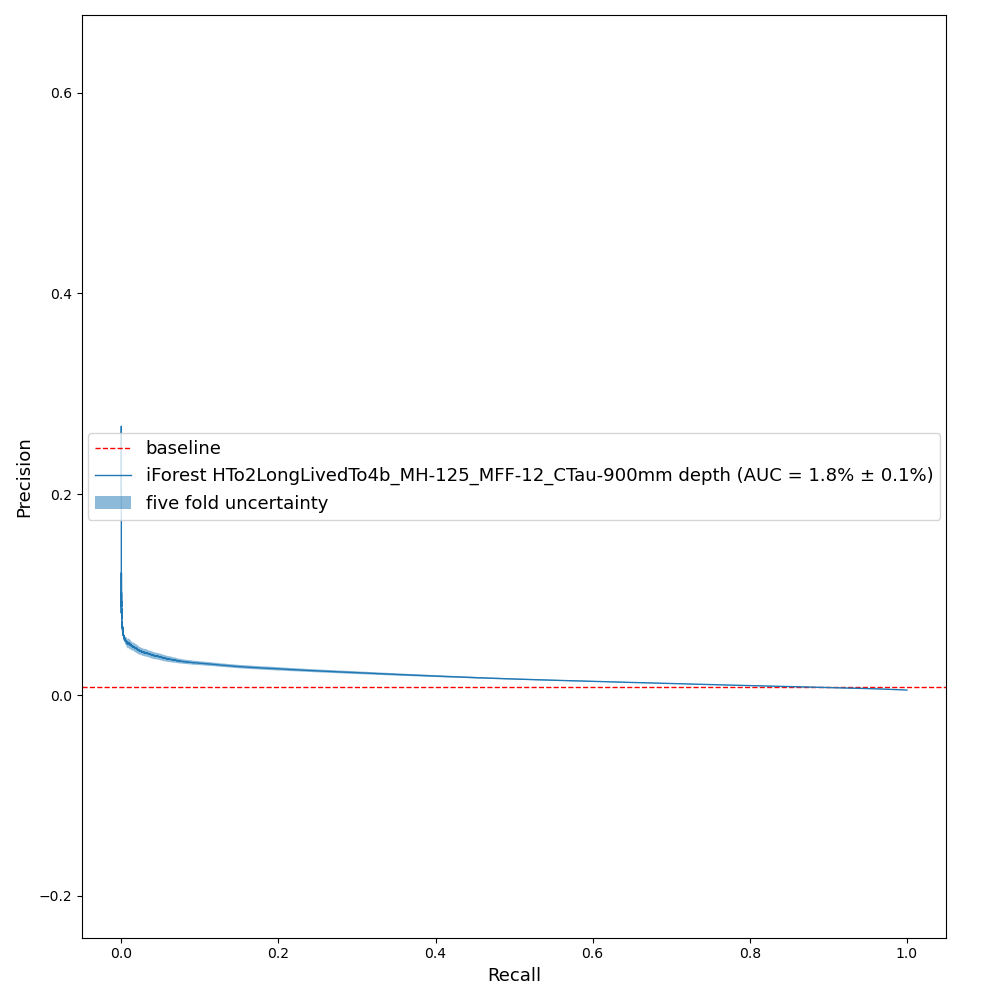 0.6
0.4
0.2
0.0
−0.2
Precision
baseline
iForest HTo2LongLivedTo4b_MH-125_MFF-12_CTau-900mm depth (AUC = 1.8% ± 0.1%)
five fold uncertainty
0.0 0.2 0.4 0.6 0.8 1.0
Recall